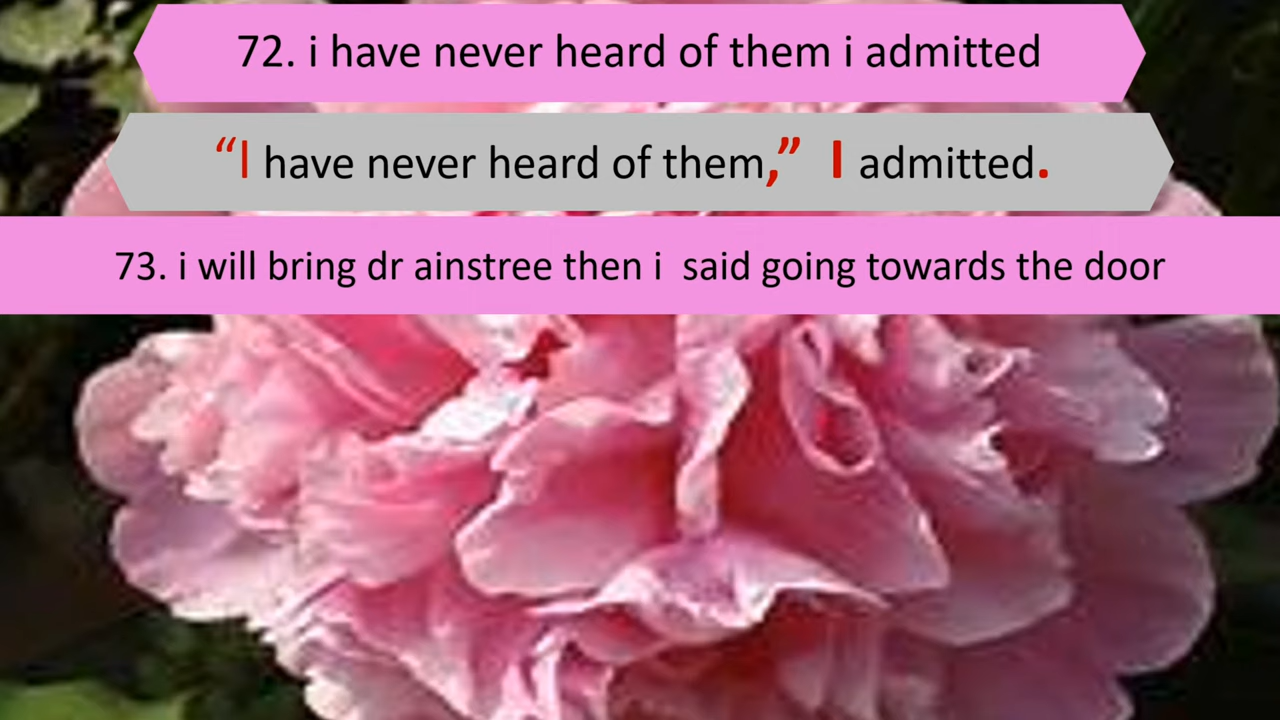 72. i have never heard of them i admitted
“I have never heard of them,” I admitted.
73. i will bring dr ainstree then i said going towards the door